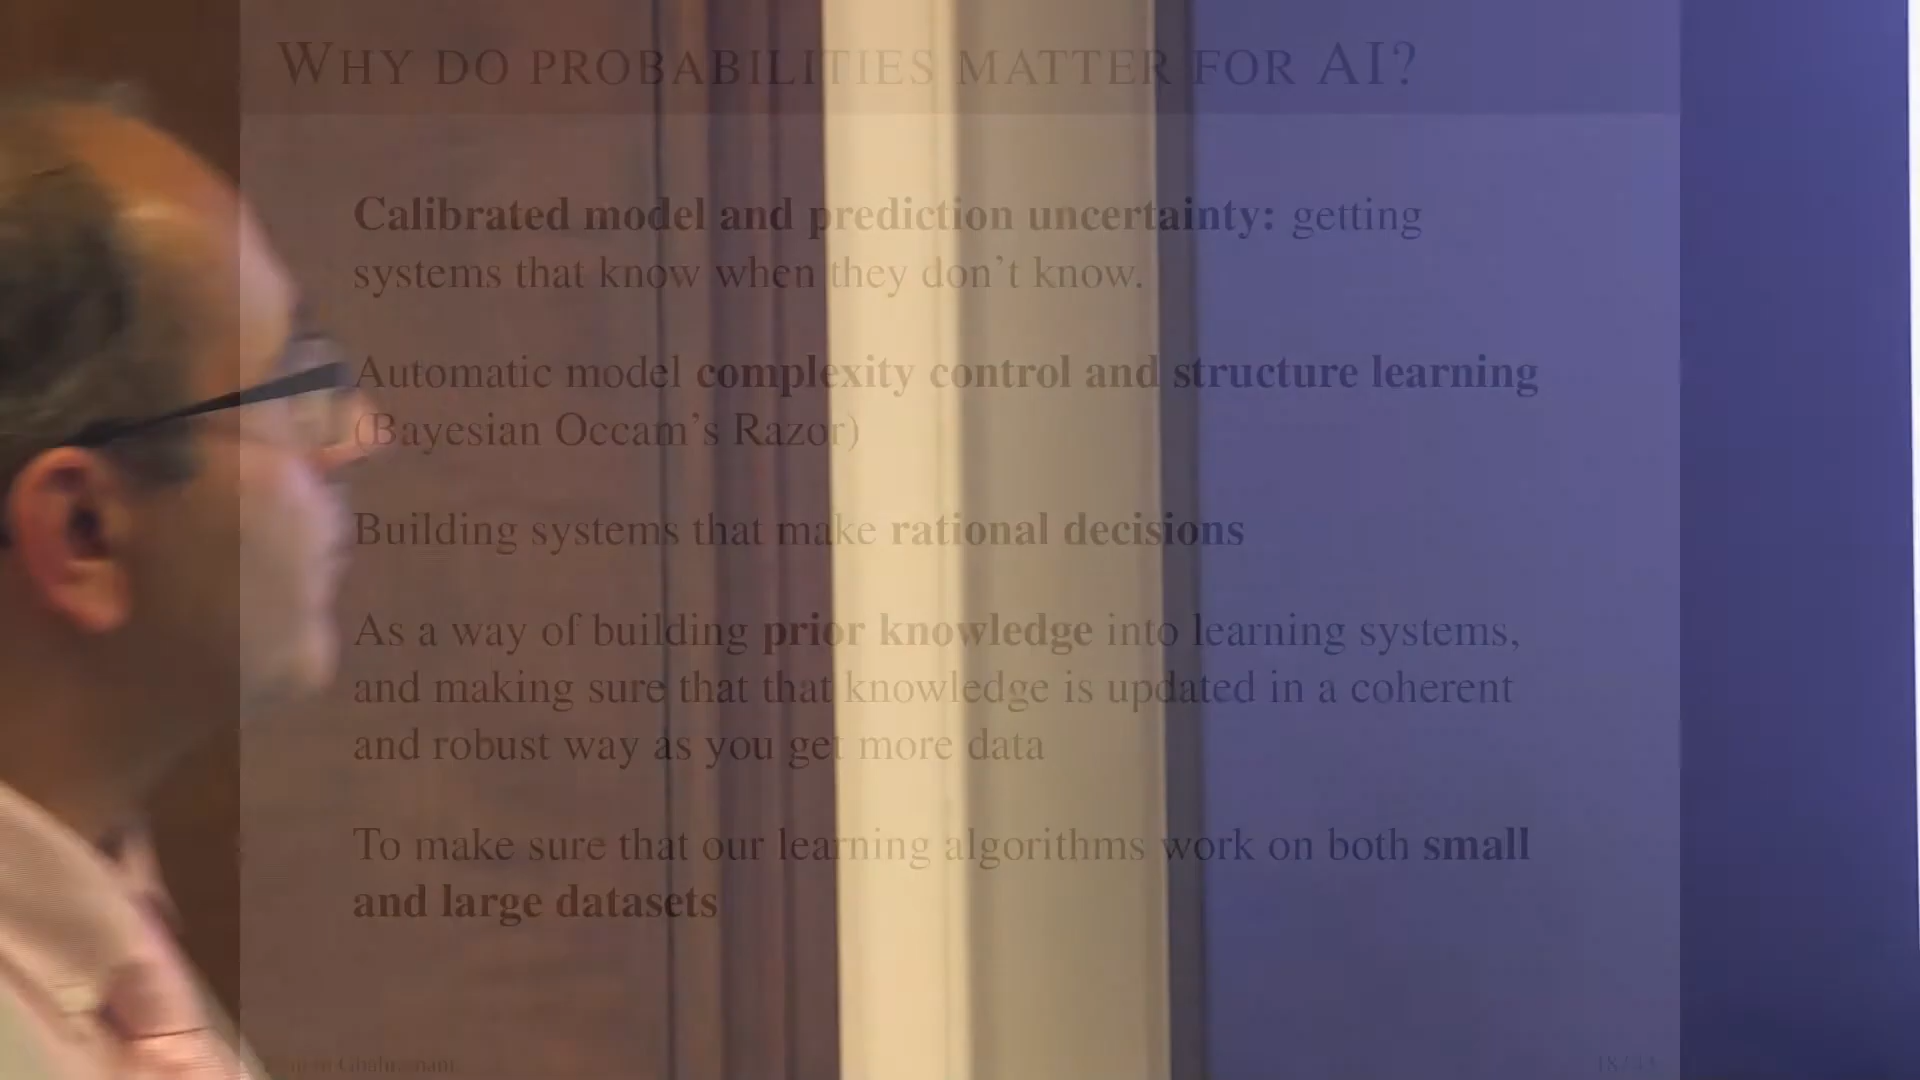 WHY DO PROBABILITIES MATTER FOR AI?
Calibrated model and prediction uncertainty: getting
systems that know when they don't know.
Automatic model complexity control and structure learning
(Bayesian Occam's Razor)
Building systems that make rational decisions
As a way of building prior knowledge into learning systems,
and making sure that that knowledge is updated in a coherent
and robust way as you get more data
To make sure that our learning algorithms work on both small
and large datasets
Ghahramani